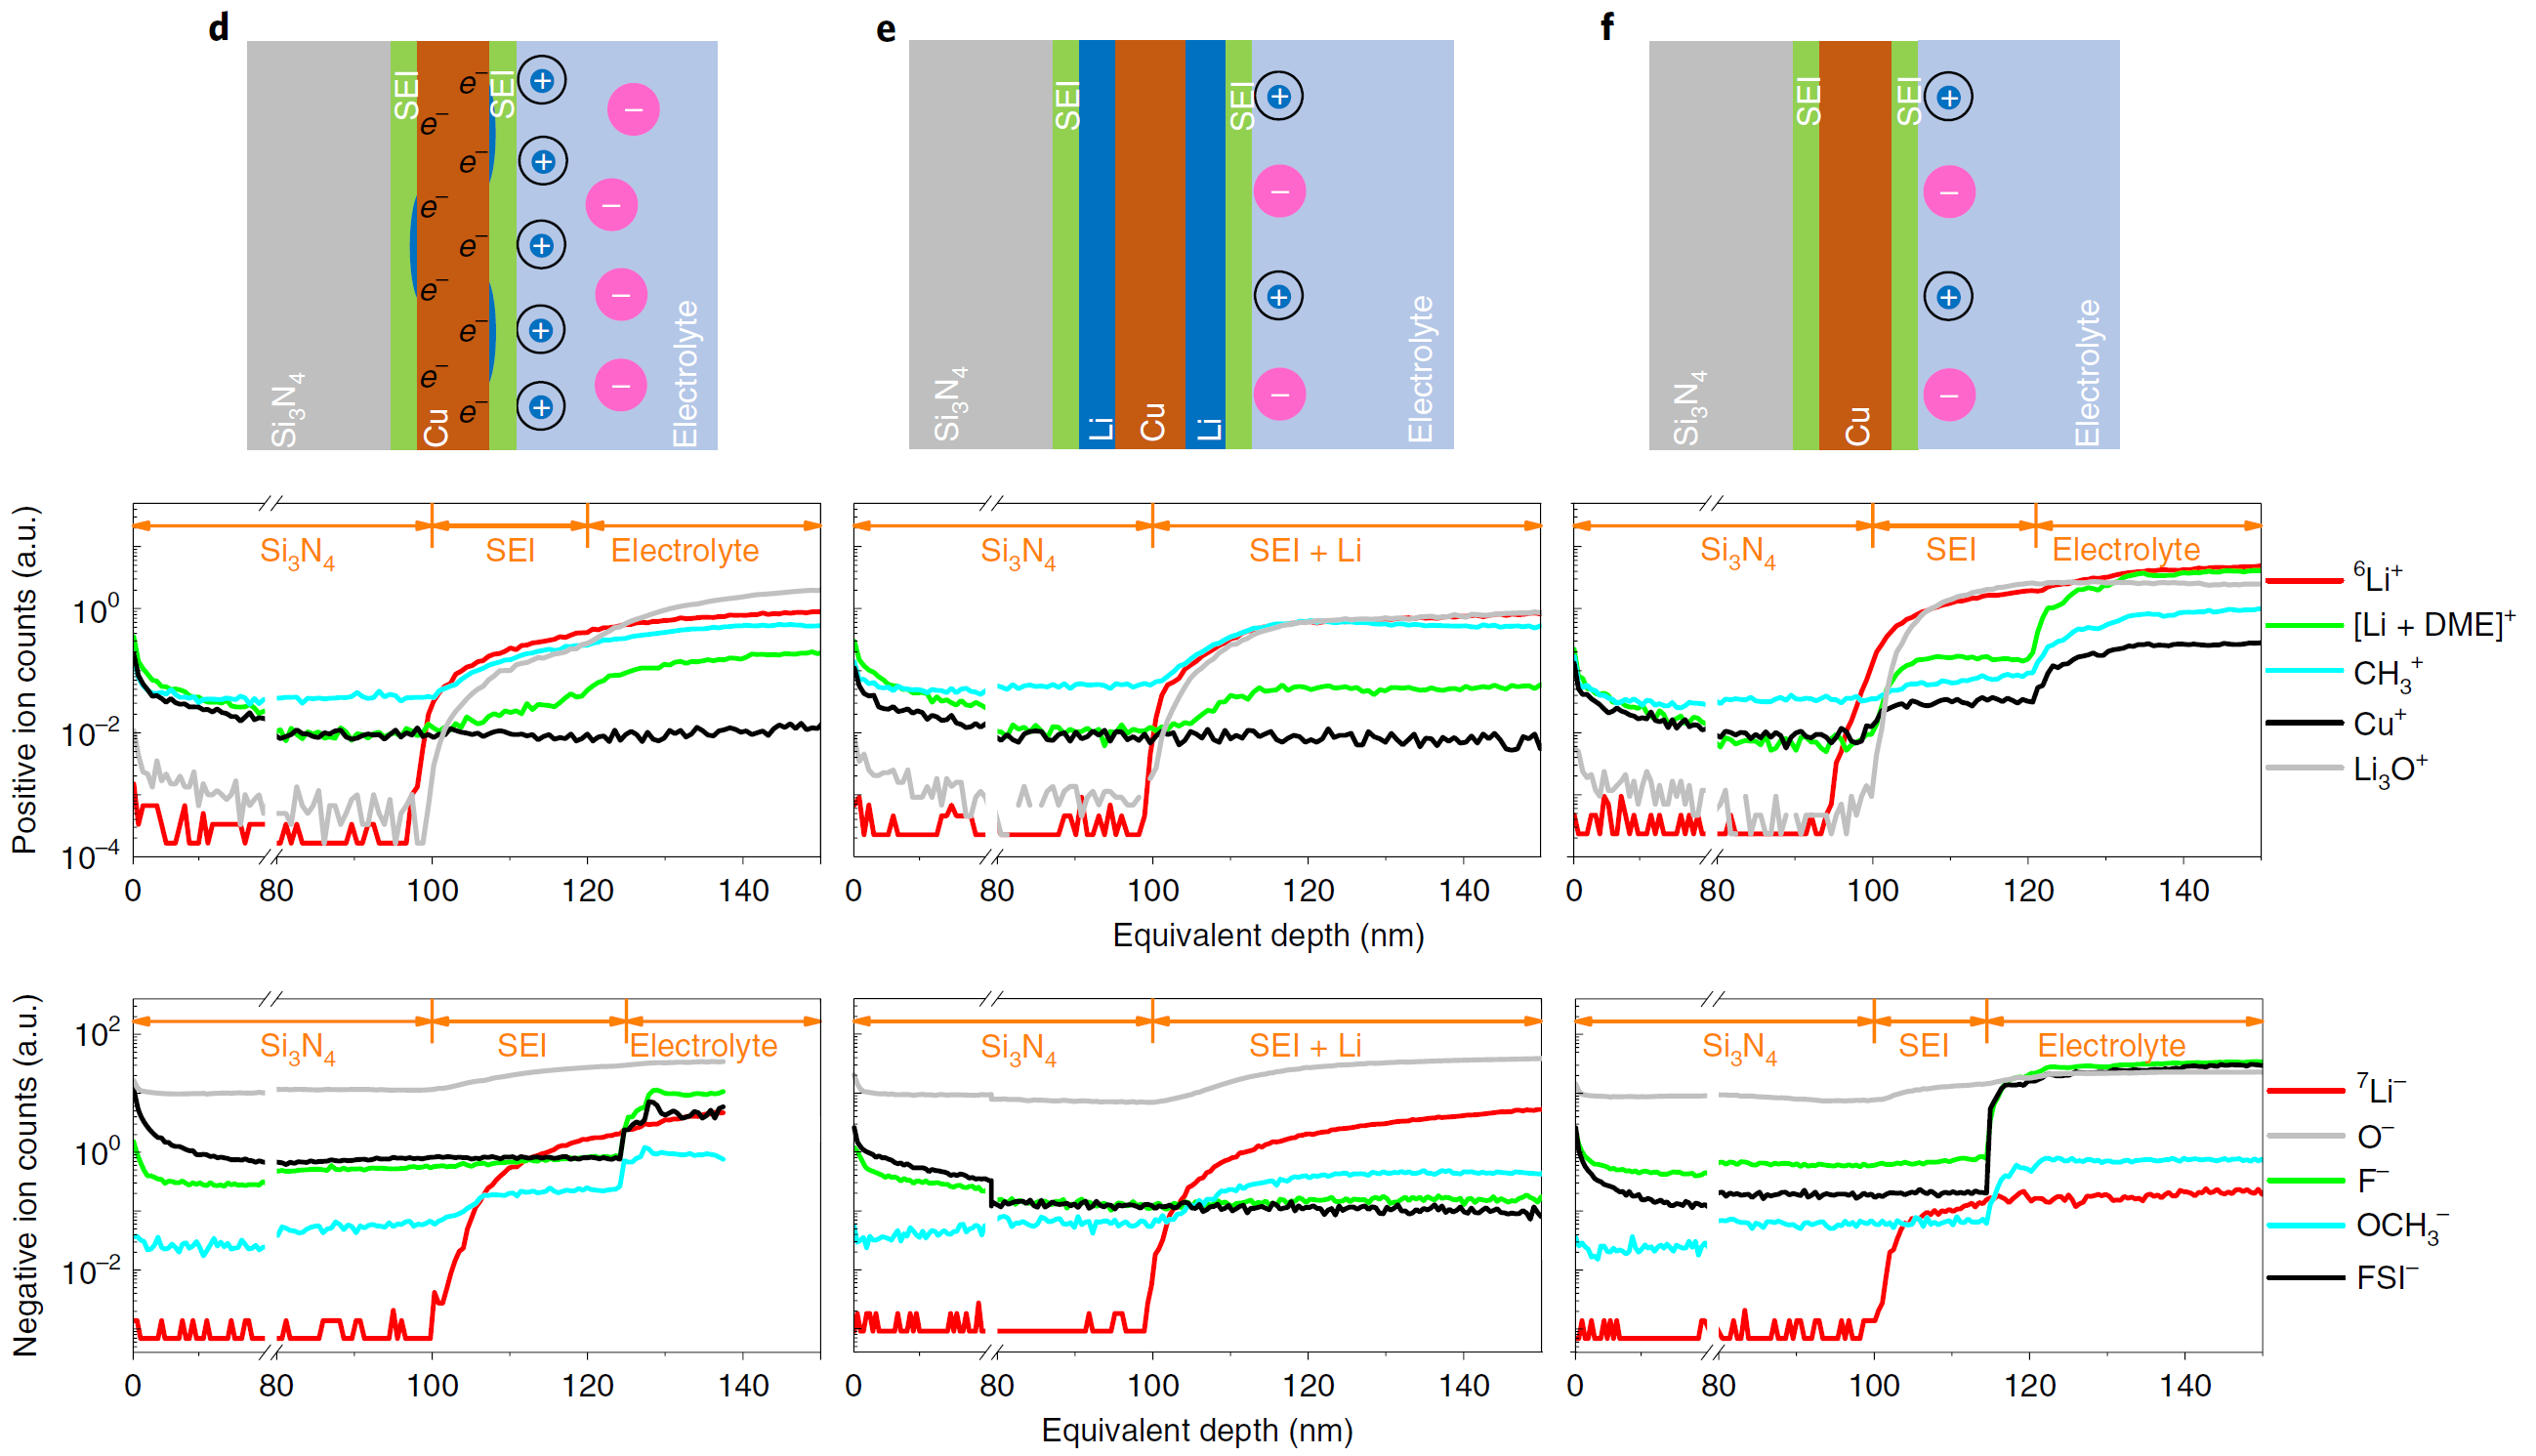 d
e
f
Si₃N₄
SEI
e⁻
e⁻
e⁻
e⁻
e⁻
e⁻
e⁻
e⁻
e⁻
Cu
SEI
+
+
+
+
+
−
−
−
−
Electrolyte
Si₃N₄
SEI
Li
Cu
Li
SEI
+
−
+
−
Electrolyte
Si₃N₄
SEI
Cu
SEI
+
−
+
−
Electrolyte
Positive ion counts (a.u.)
10⁰
10⁻²
10⁻⁴
Si₃N₄ SEI Electrolyte
Si₃N₄ SEI + Li
Si₃N₄ SEI Electrolyte
0 80 100 120 140
0 80 100 120 140
0 80 100 120 140
Equivalent depth (nm)
⁶Li⁺
[Li + DME]⁺
CH₃⁺
Cu⁺
Li₃O⁺
Negative ion counts (a.u.)
10²
10⁰
10⁻²
Si₃N₄ SEI Electrolyte
Si₃N₄ SEI + Li
Si₃N₄ SEI Electrolyte
0 80 100 120 140
0 80 100 120 140
0 80 100 120 140
Equivalent depth (nm)
⁷Li⁻
O⁻
F⁻
OCH₃⁻
FSI⁻